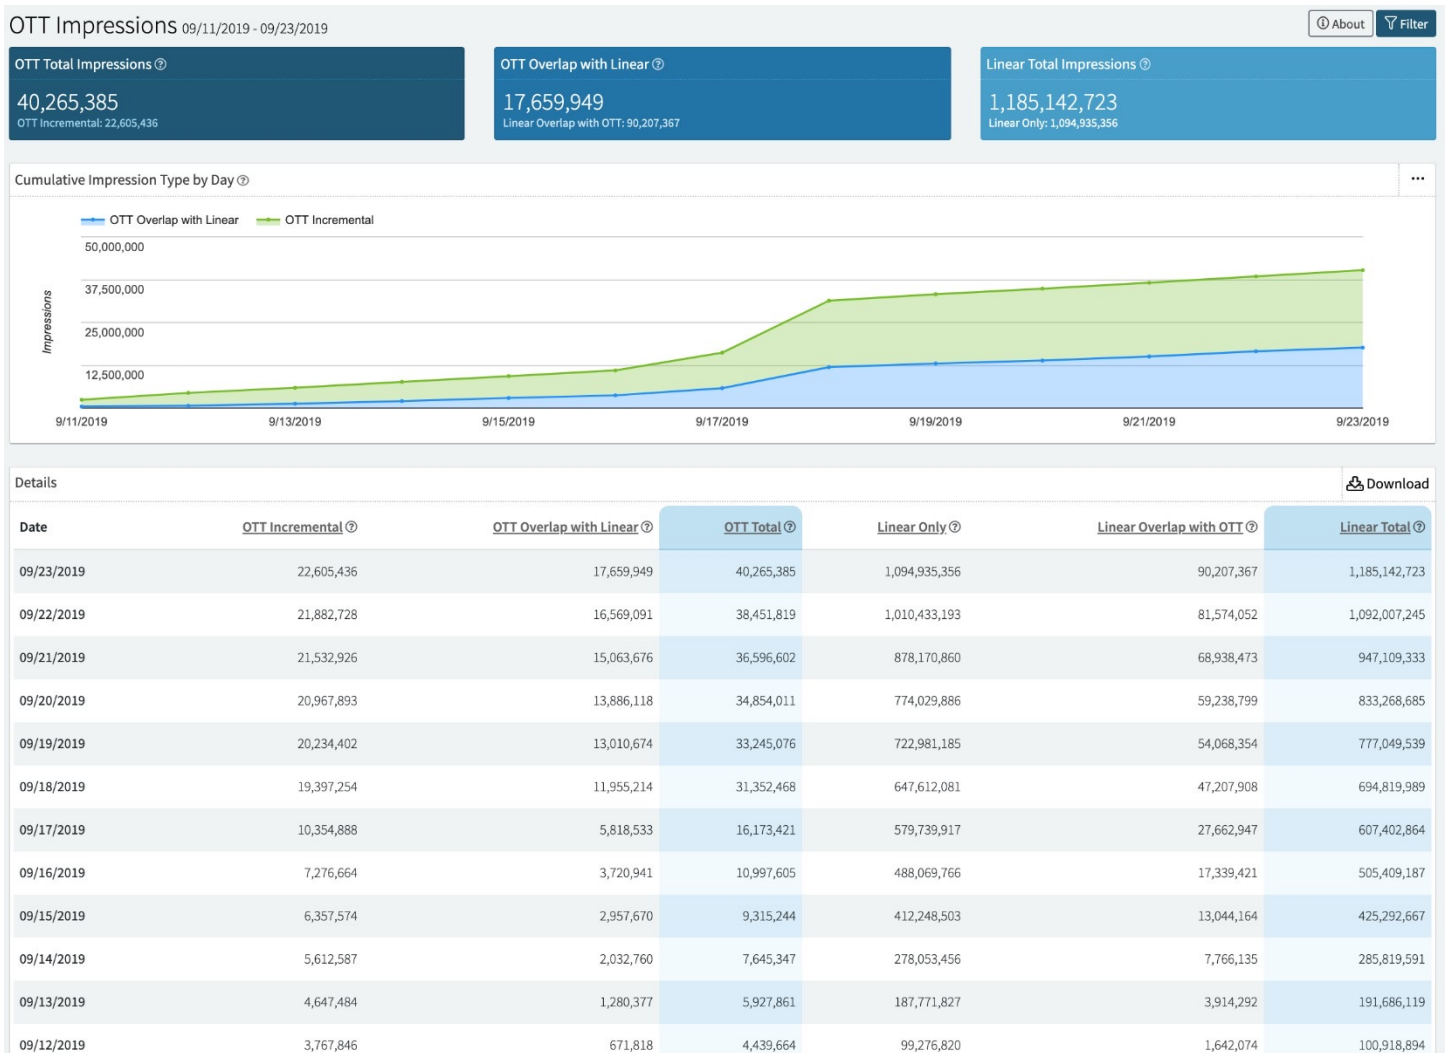 OTT Impressions 09/11/2019 - 09/23/2019
About Filter
OTT Total Impressions
40,265,385
OTT Incremental: 22,605,436
OTT Overlap with Linear
17,659,949
Linear Overlap with OTT: 90,207,367
Linear Total Impressions
1,185,142,723
Linear Only: 1,094,935,356
Cumulative Impression Type by Day
...
OTT Overlap with Linear OTT Incremental
50,000,000
37,500,000
25,000,000
12,500,000
Impressions
9/11/2019 9/13/2019 9/15/2019 9/17/2019 9/19/2019 9/21/2019 9/23/2019
Details Download
Date OTT Incremental OTT Overlap with Linear OTT Total Linear Only Linear Overlap with OTT Linear Total
09/23/2019 22,605,436 17,659,949 40,265,385 1,094,935,356 90,207,367 1,185,142,723
09/22/2019 21,882,728 16,569,091 38,451,819 1,010,433,193 81,574,052 1,092,007,245
09/21/2019 21,532,926 15,063,676 36,596,602 878,170,860 68,938,473 947,109,333
09/20/2019 20,967,893 13,886,118 34,854,011 774,029,886 59,238,799 833,268,685
09/19/2019 20,234,402 13,010,674 33,245,076 722,981,185 54,068,354 777,049,539
09/18/2019 19,397,254 11,955,214 31,352,468 647,612,081 47,207,908 694,819,989
09/17/2019 10,354,888 5,818,533 16,173,421 579,739,917 27,662,947 607,402,864
09/16/2019 7,276,664 3,720,941 10,997,605 488,069,766 17,339,421 505,409,187
09/15/2019 6,357,574 2,957,670 9,315,244 412,248,503 13,044,164 425,292,667
09/14/2019 5,612,587 2,032,760 7,645,347 278,053,456 7,766,135 285,819,591
09/13/2019 4,647,484 1,280,377 5,927,861 187,771,827 3,914,292 191,686,119
09/12/2019 3,767,846 671,818 4,439,664 99,276,820 1,642,074 100,918,894